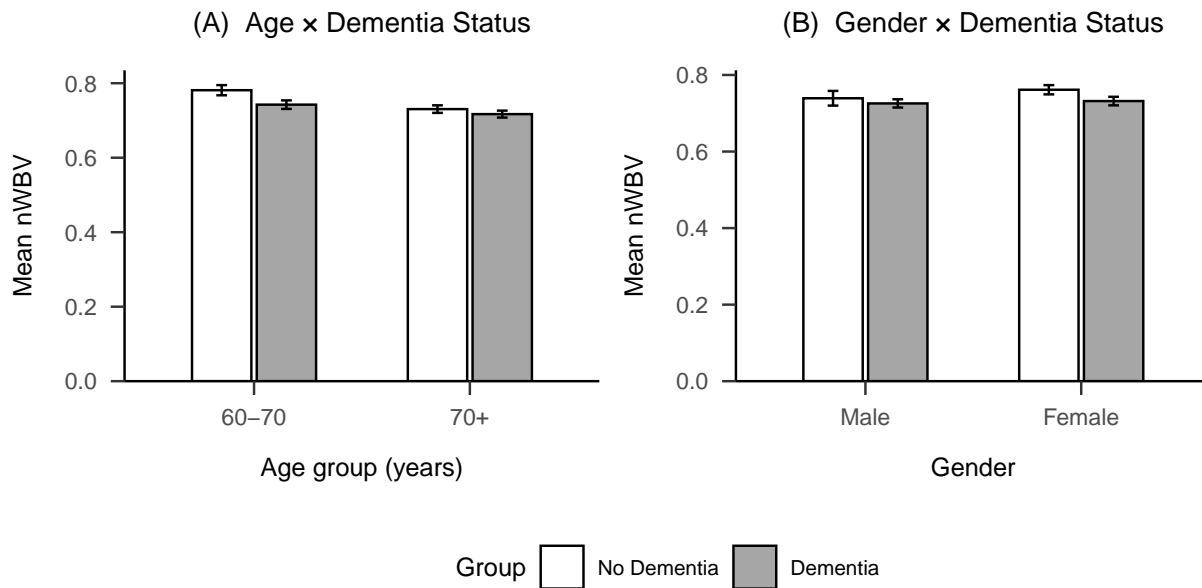 (A) Age × Dementia Status
Mean nWBV
0.8
0.6
0.4
0.2
0.0
60–70 70+
Age group (years)
(B) Gender × Dementia Status
Mean nWBV
0.8
0.6
0.4
0.2
0.0
Male Female
Gender
Group No Dementia Dementia